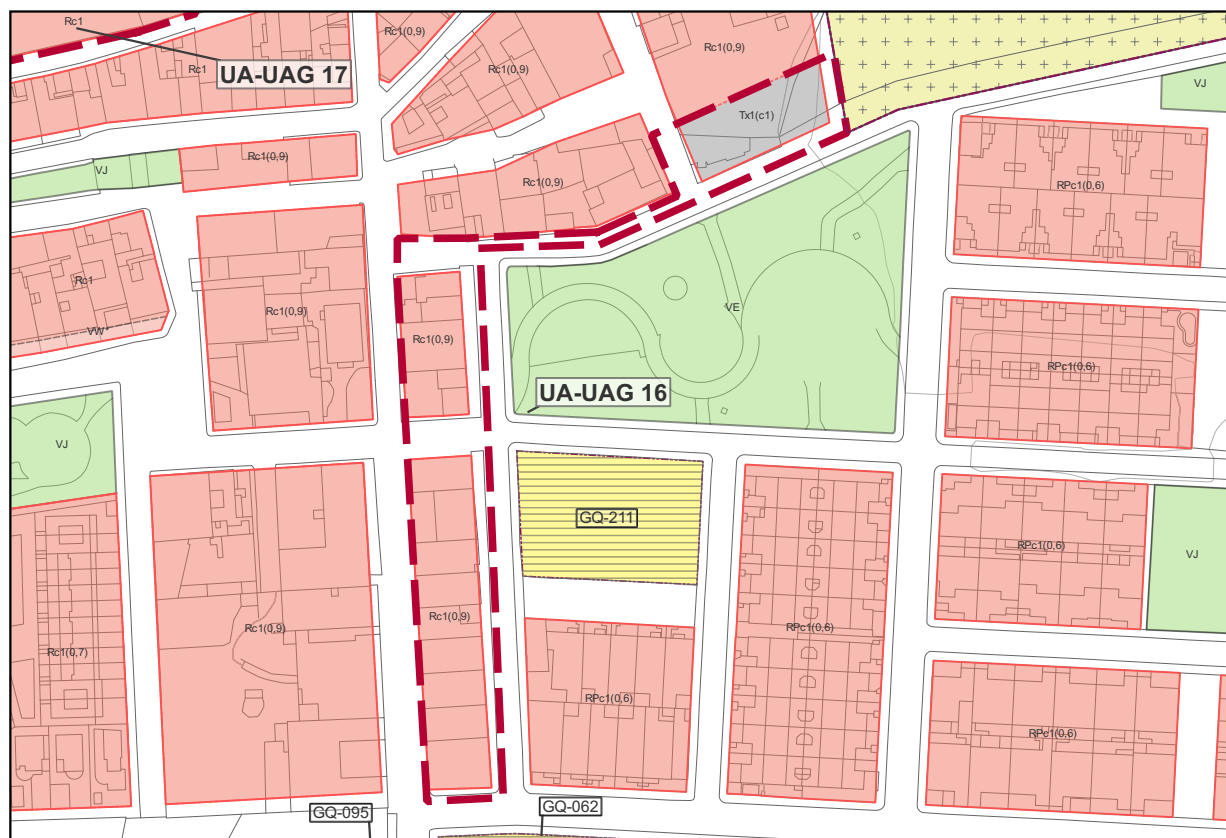 Rc1
Rc1(0,9)
Rc1(0,9)
Rc1
UA-UAG 17
Rc1(0,9)
VJ
Tx1(c1)
Rc1(0,9)
VJ
Rc1(0,9)
RPc1(0,6)
Rc1
VW*
Rc1(0,9)
Rc1(0,9)
VE
RPc1(0,6)
UA-UAG 16
VJ
GQ-211
RPc1(0,6)
VJ
Rc1(0,7)
Rc1(0,9)
Rc1(0,9)
RPc1(0,6)
RPc1(0,6)
RPc1(0,6)
GQ-095
GQ-062